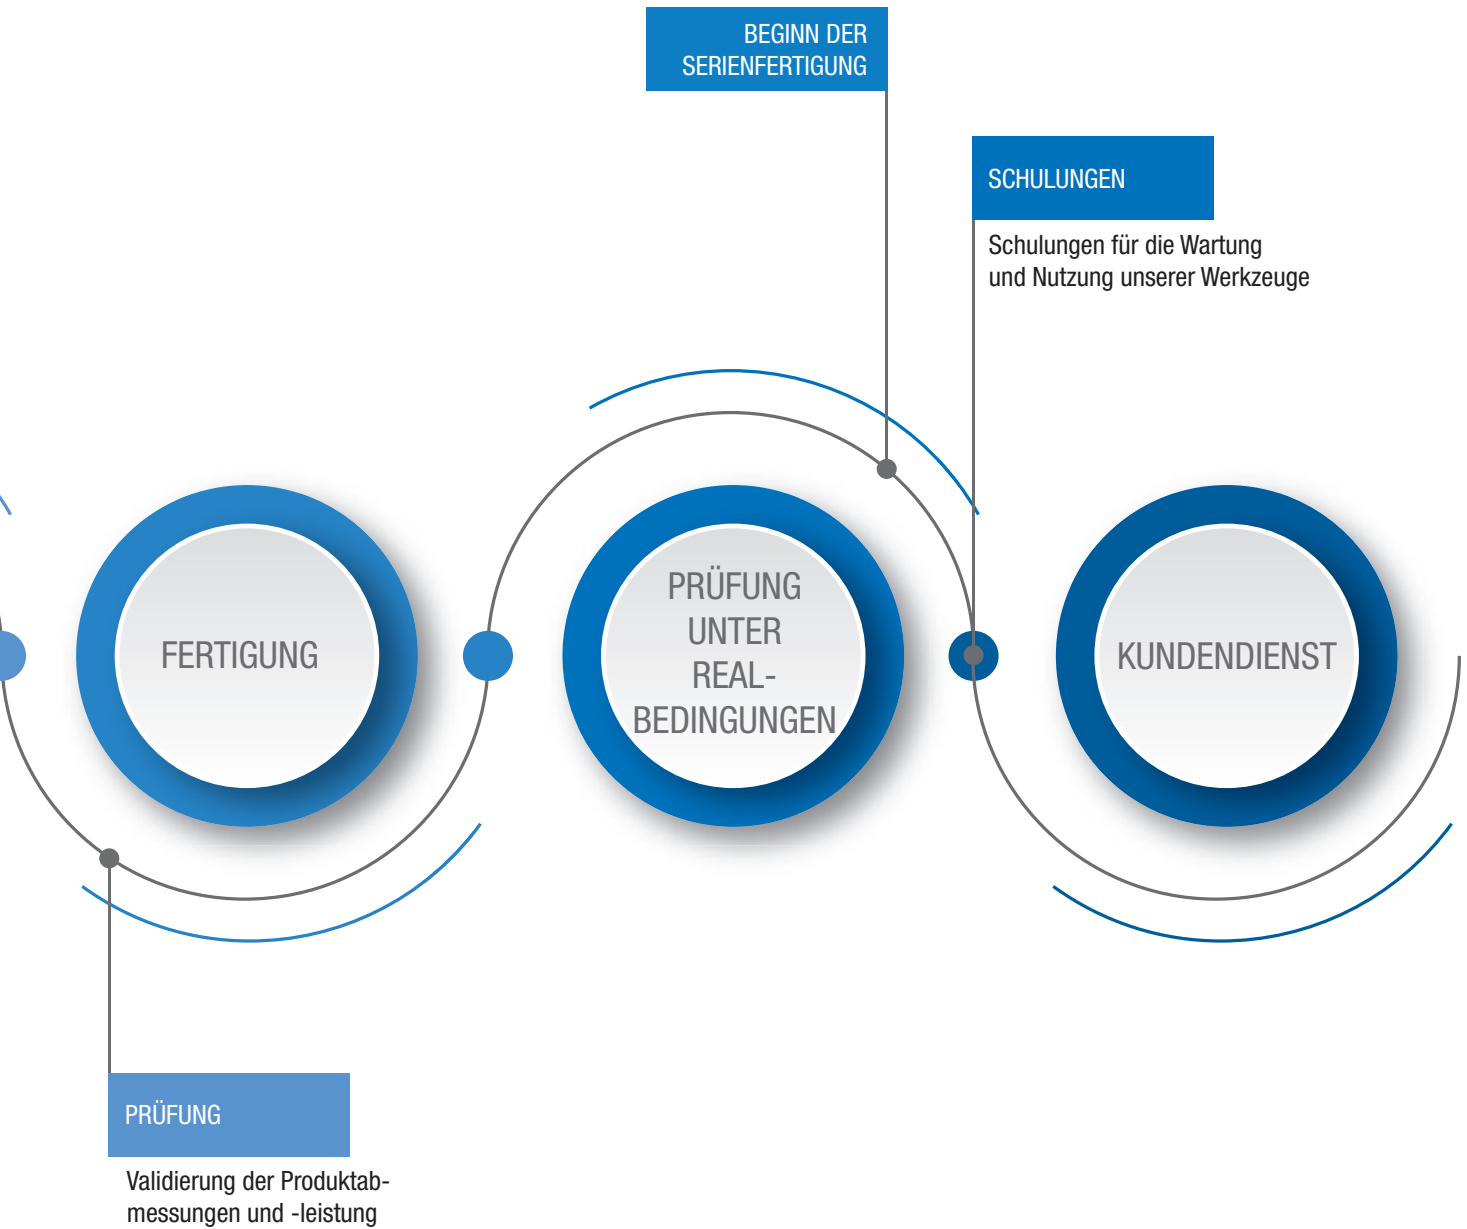 BEGINN DER
SERIENFERTIGUNG
SCHULUNGEN
Schulungen für die Wartung
und Nutzung unserer Werkzeuge
FERTIGUNG
PRÜFUNG
UNTER
REAL-
BEDINGUNGEN
KUNDENDIENST
PRÜFUNG
Validierung der Produktab-
messungen und -leistung